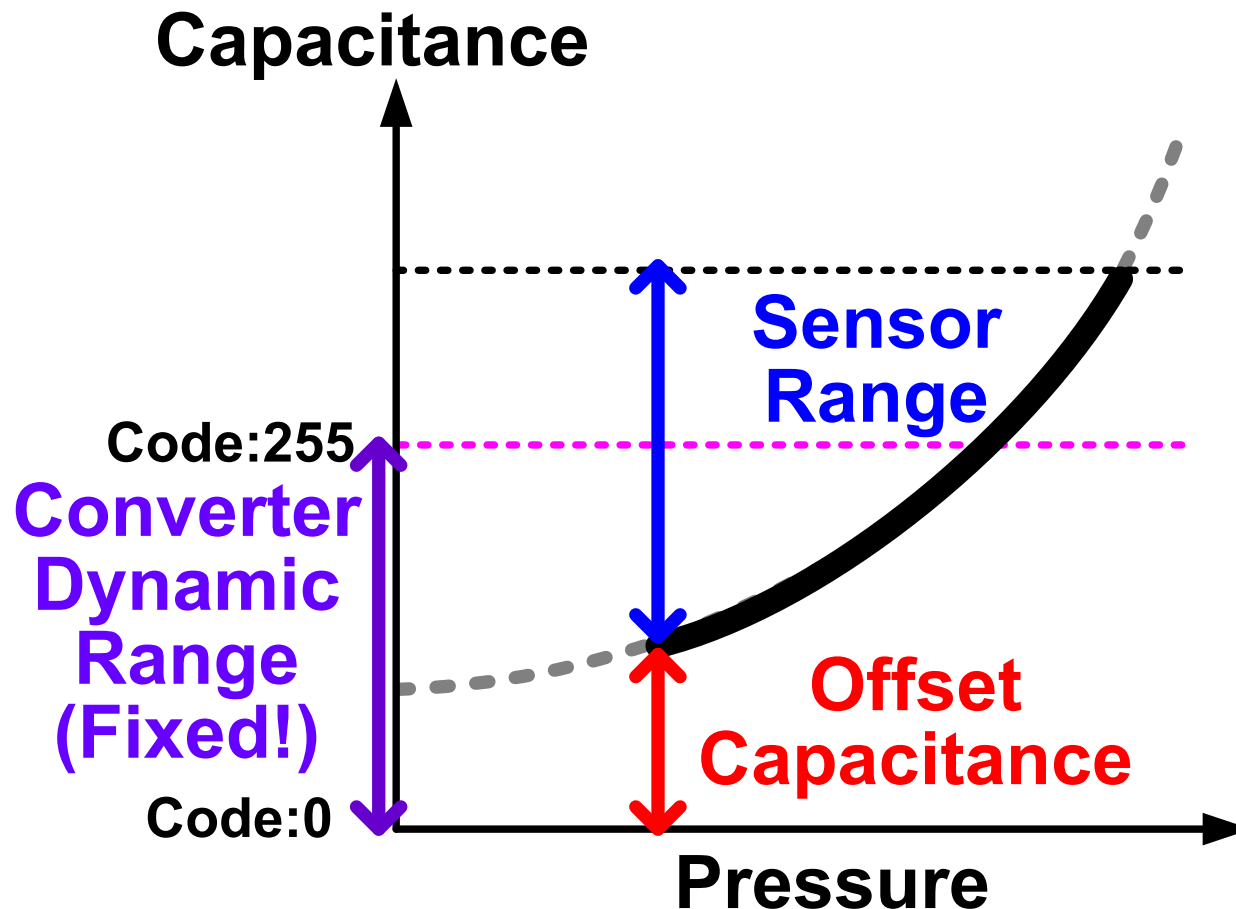 Capacitance
Sensor
Range
Code:255
Converter
Dynamic
Range
(Fixed!)
Offset
Capacitance
Code:0
Pressure